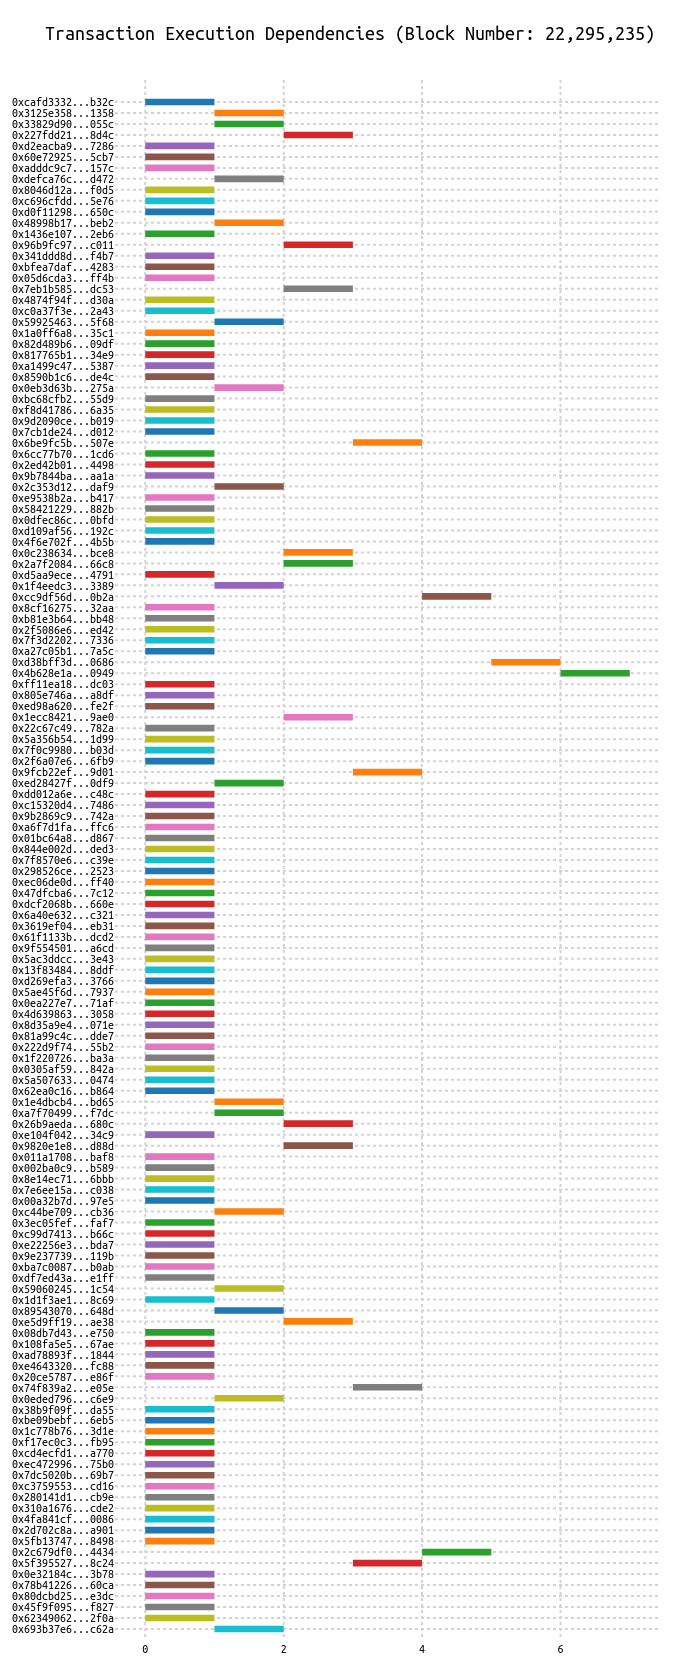 Transaction Execution Dependencies (Block Number: 22,295,235)
0xcafd3332...b32c
0x3125e358...1358
0x33829d90...055c
0x227fdd21...8d4c
0xd2eacba9...7286
0x60e72925...5cb7
0xadddc9c7...157c
0xdefca76c...d472
0x8046d12a...f0d5
0xc696cfdd...5e76
0xd0f11298...650c
0x48998b17...beb2
0x1436e107...2eb6
0x96b9fc97...c011
0x341ddd8d...f4b7
0xbfea7daf...4283
0x05d6cda3...ff4b
0x7eb1b585...dc53
0x4874f94f...d30a
0xc0a37f3e...2a43
0x59925463...5f68
0x1a0ff6a8...35c1
0x82d489b6...09df
0x817765b1...34e9
0xa1499c47...5387
0x8590b1c6...de4c
0x0eb3d63b...275a
0xbc68cfb2...55d9
0xf8d41786...6a35
0x9d2090ce...b019
0x7cb1de24...d012
0x6be9fc5b...507e
0x6cc77b70...1cd6
0x2ed42b01...4498
0x9b7844ba...aa1a
0x2c353d12...daf9
0xe9538b2a...b417
0x58421229...882b
0x0dfec86c...0bfd
0xd109af56...192c
0x4f6e702f...4b5b
0x0c238634...bce8
0x2a7f2084...66c8
0xd5aa9ece...4791
0x1f4eedc3...3389
0xcc9df56d...0b2a
0x8cf16275...32aa
0xb81e3b64...bb48
0x2f5086e6...ed42
0x7f3d2202...7336
0xa27c05b1...7a5c
0xd38bff3d...0686
0x4b628e1a...0949
0xff11ea18...dc03
0x805e746a...a8df
0xed98a620...fe2f
0x1ecc8421...9ae0
0x22c67c49...782a
0x5a356b54...1d99
0x7f0c9980...b03d
0x2f6a07e6...6fb9
0x9fcb22ef...9d01
0xed28427f...0df9
0xdd012a6e...c48c
0xc15320d4...7486
0x9b2869c9...742a
0xa6f7d1fa...ffc6
0x01bc64a8...d867
0x844e002d...ded3
0x7f8570e6...c39e
0x298526ce...2523
0xec06de0d...ff40
0x47dfcba6...7c12
0xdcf2068b...660e
0x6a40e632...c321
0x3619ef04...eb31
0x61f1133b...dcd2
0x9f554501...a6cd
0x5ac3ddcc...3e43
0x13f83484...8ddf
0xd269efa3...3766
0x5ae45f6d...7937
0x0ea227e7...71af
0x4d639863...3058
0x8d35a9e4...071e
0x81a99c4c...dde7
0x222d9f74...55b2
0x1f220726...ba3a
0x0305af59...842a
0x5a507633...0474
0x62ea0c16...b864
0x1e4dbcb4...bd65
0xa7f70499...f7dc
0x26b9aeda...680c
0xe104f042...34c9
0x9820e1e8...d88d
0x011a1708...baf8
0x002ba0c9...b589
0x8e14ec71...6bbb
0x7e6ee15a...c038
0x00a32b7d...97e5
0xc44be709...cb36
0x3ec05fef...faf7
0xc99d7413...b66c
0xe22256e3...bda7
0x9e237739...119b
0xba7c0087...b0ab
0xdf7ed43a...e1ff
0x59060245...1c54
0x1d1f3ae1...8c69
0x89543070...648d
0xe5d9ff19...ae38
0x08db7d43...e750
0x108fa5e5...67ae
0xad78893f...1844
0xe4643320...fc88
0x20ce5787...e86f
0x74f839a2...e05e
0x0eded796...c6e9
0x38b9f09f...da55
0xbe09bebf...6eb5
0x1c778b76...3d1e
0xf17ec0c3...fb95
0xcd4ecfd1...a770
0xec472996...75b0
0x7dc5020b...69b7
0xc3759553...cd16
0x280141d1...cb9e
0x310a1676...cde2
0x4fa841cf...0086
0x2d702c8a...a901
0x5fb13747...8498
0x2c679df0...4434
0x5f395527...8c24
0x0e32184c...3b78
0x78b41226...60ca
0x80dcbd25...e3dc
0x45f9f095...f827
0x62349062...2f0a
0x693b37e6...c62a
0 2 4 6